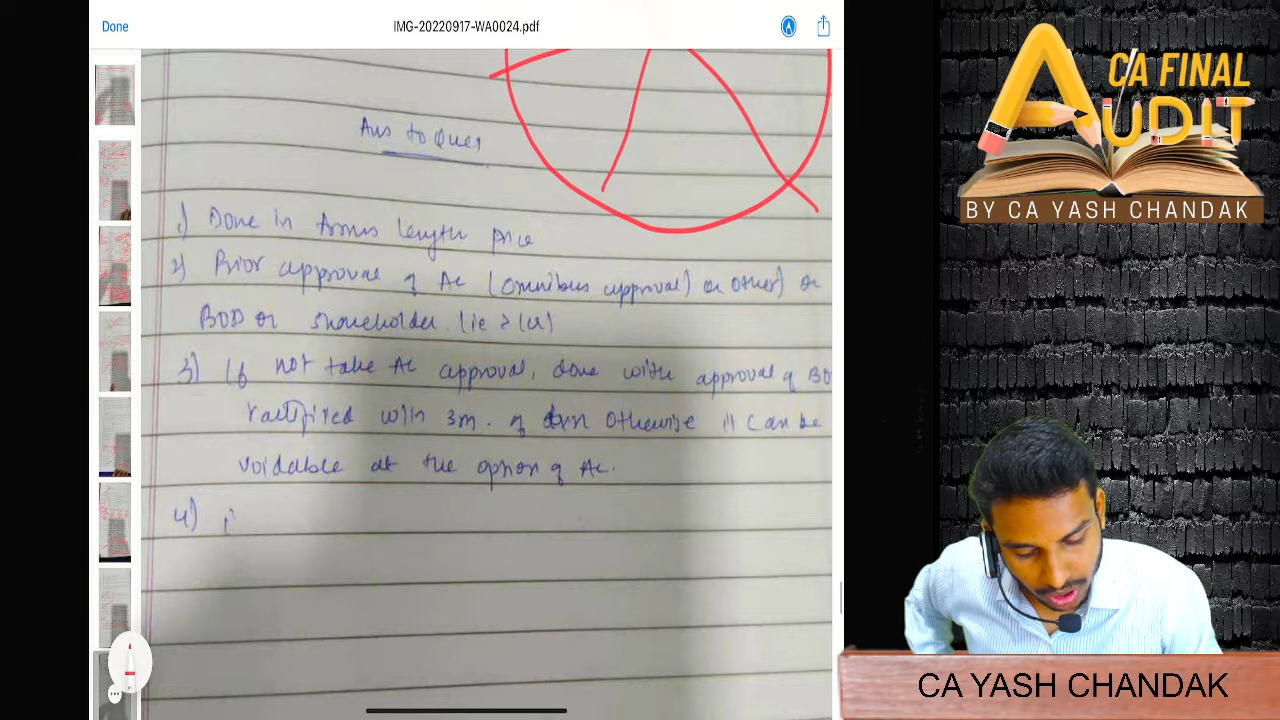 Done
IMG-20220917-WA0024.pdf
Ans to Ques
1) Done in Arms length price
2) Prior approval of AC (omnibus approval) or other) or
BOD or shareholder. (ie > 1cr)
3) If not take AC approval, done with approval of BO
ratified w/n 3m. of otherwise it can be
voidable at the option of AC.
4)
CA FINAL
AUDIT
BY CA YASH CHANDAK
CA YASH CHANDAK